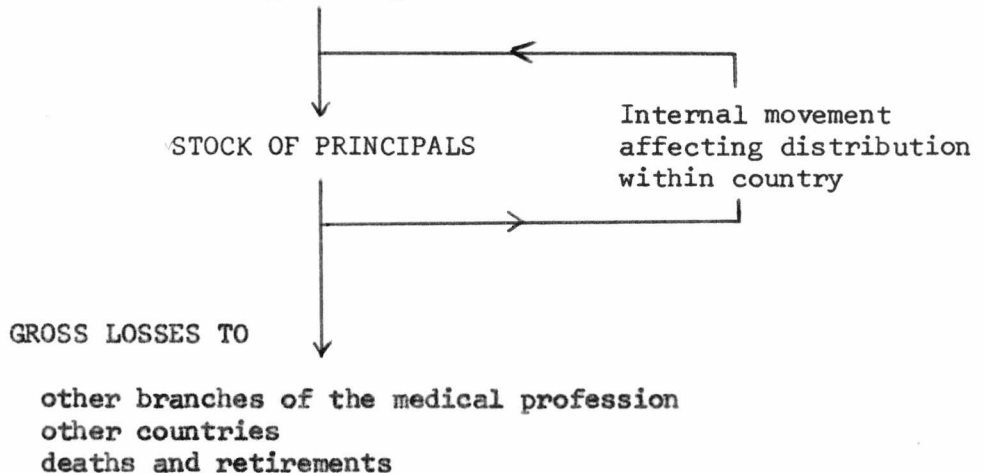 STOCK OF PRINCIPALS
Internal movement
affecting distribution
within country
GROSS LOSSES TO
other branches of the medical profession
other countries
deaths and retirements